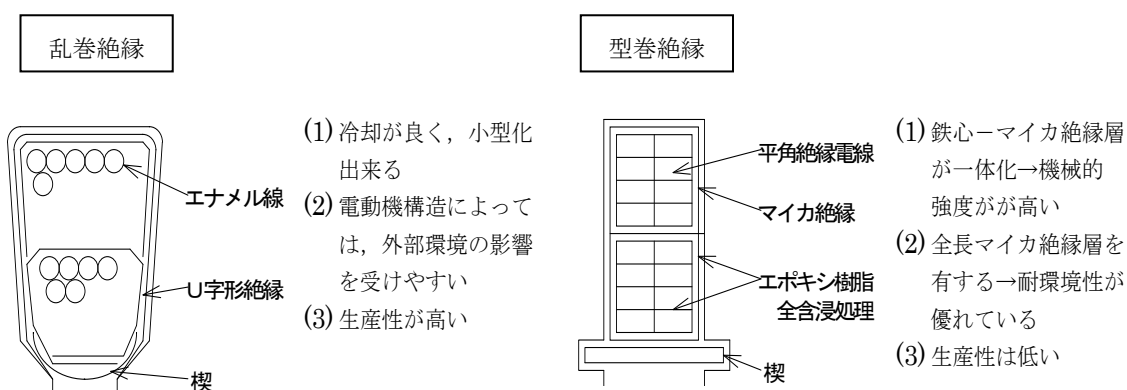 乱巻絶縁
エナメル線
U字形絶縁
楔
(1) 冷却が良く，小型化
出来る
(2) 電動機構造によって
は，外部環境の影響
を受けやすい
(3) 生産性が高い
型巻絶縁
平角絶縁電線
マイカ絶縁
エポキシ樹脂
全含浸処理
楔
(1) 鉄心－マイカ絶縁層
が一体化→機械的
強度がが高い
(2) 全長マイカ絶縁層を
有する→耐環境性が
優れている
(3) 生産性は低い